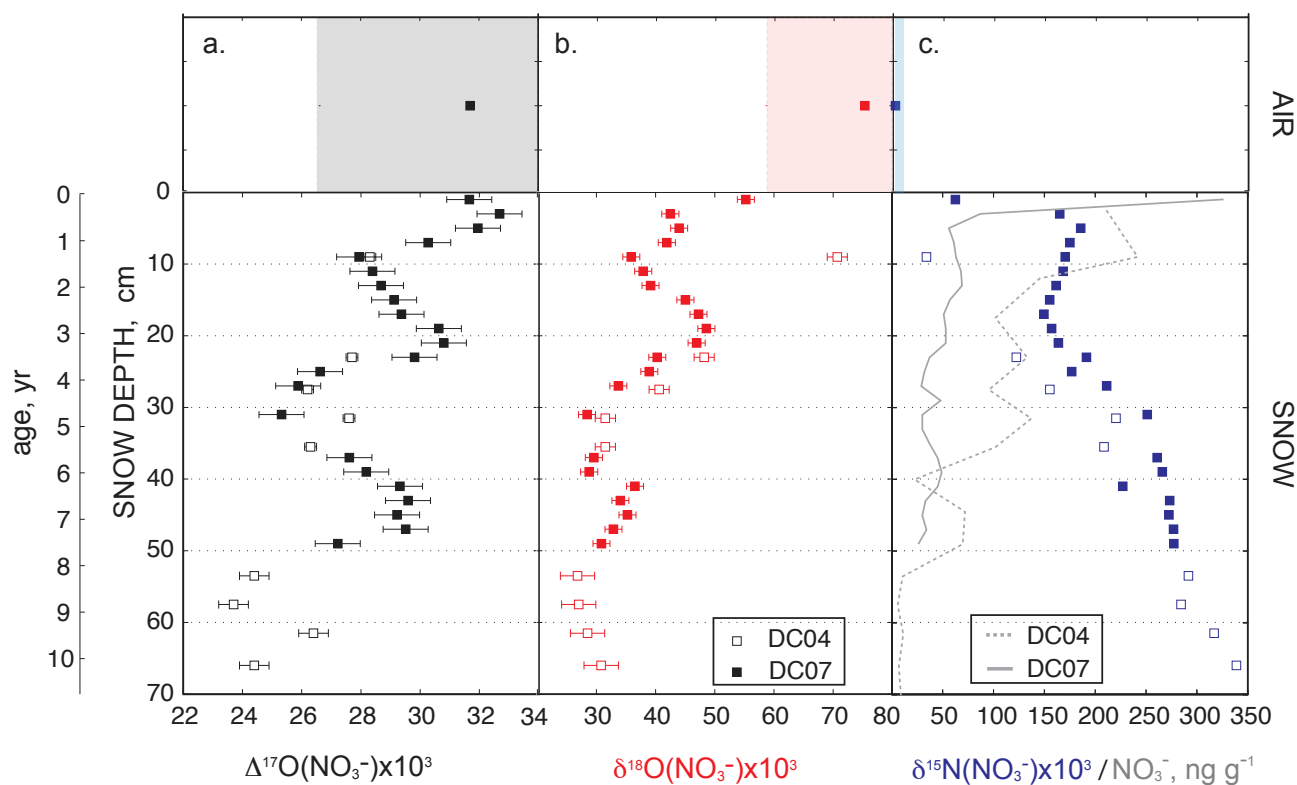 a.
b.
c.
AIR
SNOW
age, yr
0
1
2
3
4
5
6
7
8
9
10
SNOW DEPTH, cm
0
0
10
20
30
40
50
60
70
DC04
DC07
DC04
DC07
22 24 26 28 30 32 34
30 40 50 60 70 80
50 100 150 200 250 300 350
Δ¹⁷O(NO₃⁻)x10³
δ¹⁸O(NO₃⁻)x10³
δ¹⁵N(NO₃⁻)x10³ / NO₃⁻, ng g⁻¹